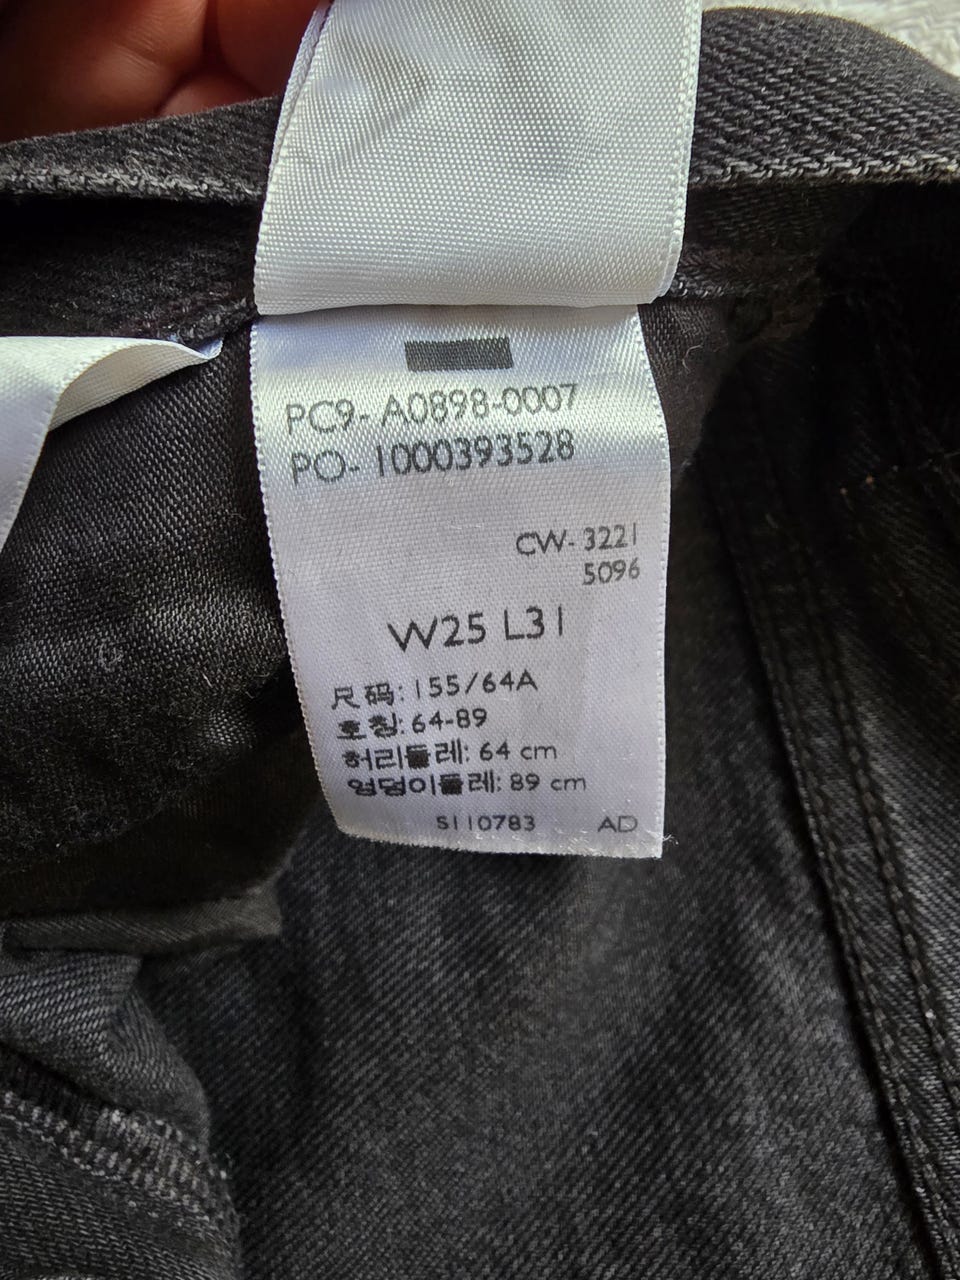 PC9- A0898-0007
PO- 1000393528
CW- 3221
5096
W25 L31
尺码: 155/64A
호칭: 64-89
허리둘레: 64 cm
엉덩이둘레: 89 cm
S110783 AD